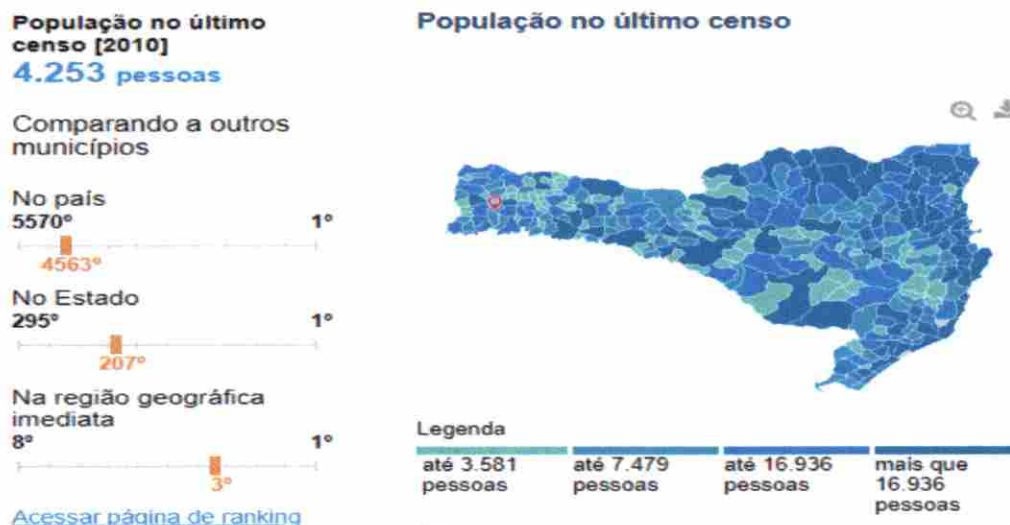 População no último
censo [2010]
4.253 pessoas
Comparando a outros
municípios
No país
5570º 1º
4563º
No Estado
295º 1º
207º
Na região geográfica
imediata
8º 1º
3º
Acessar página de ranking
População no último censo
Legenda
até 3.581 pessoas
até 7.479 pessoas
até 16.936 pessoas
mais que 16.936 pessoas